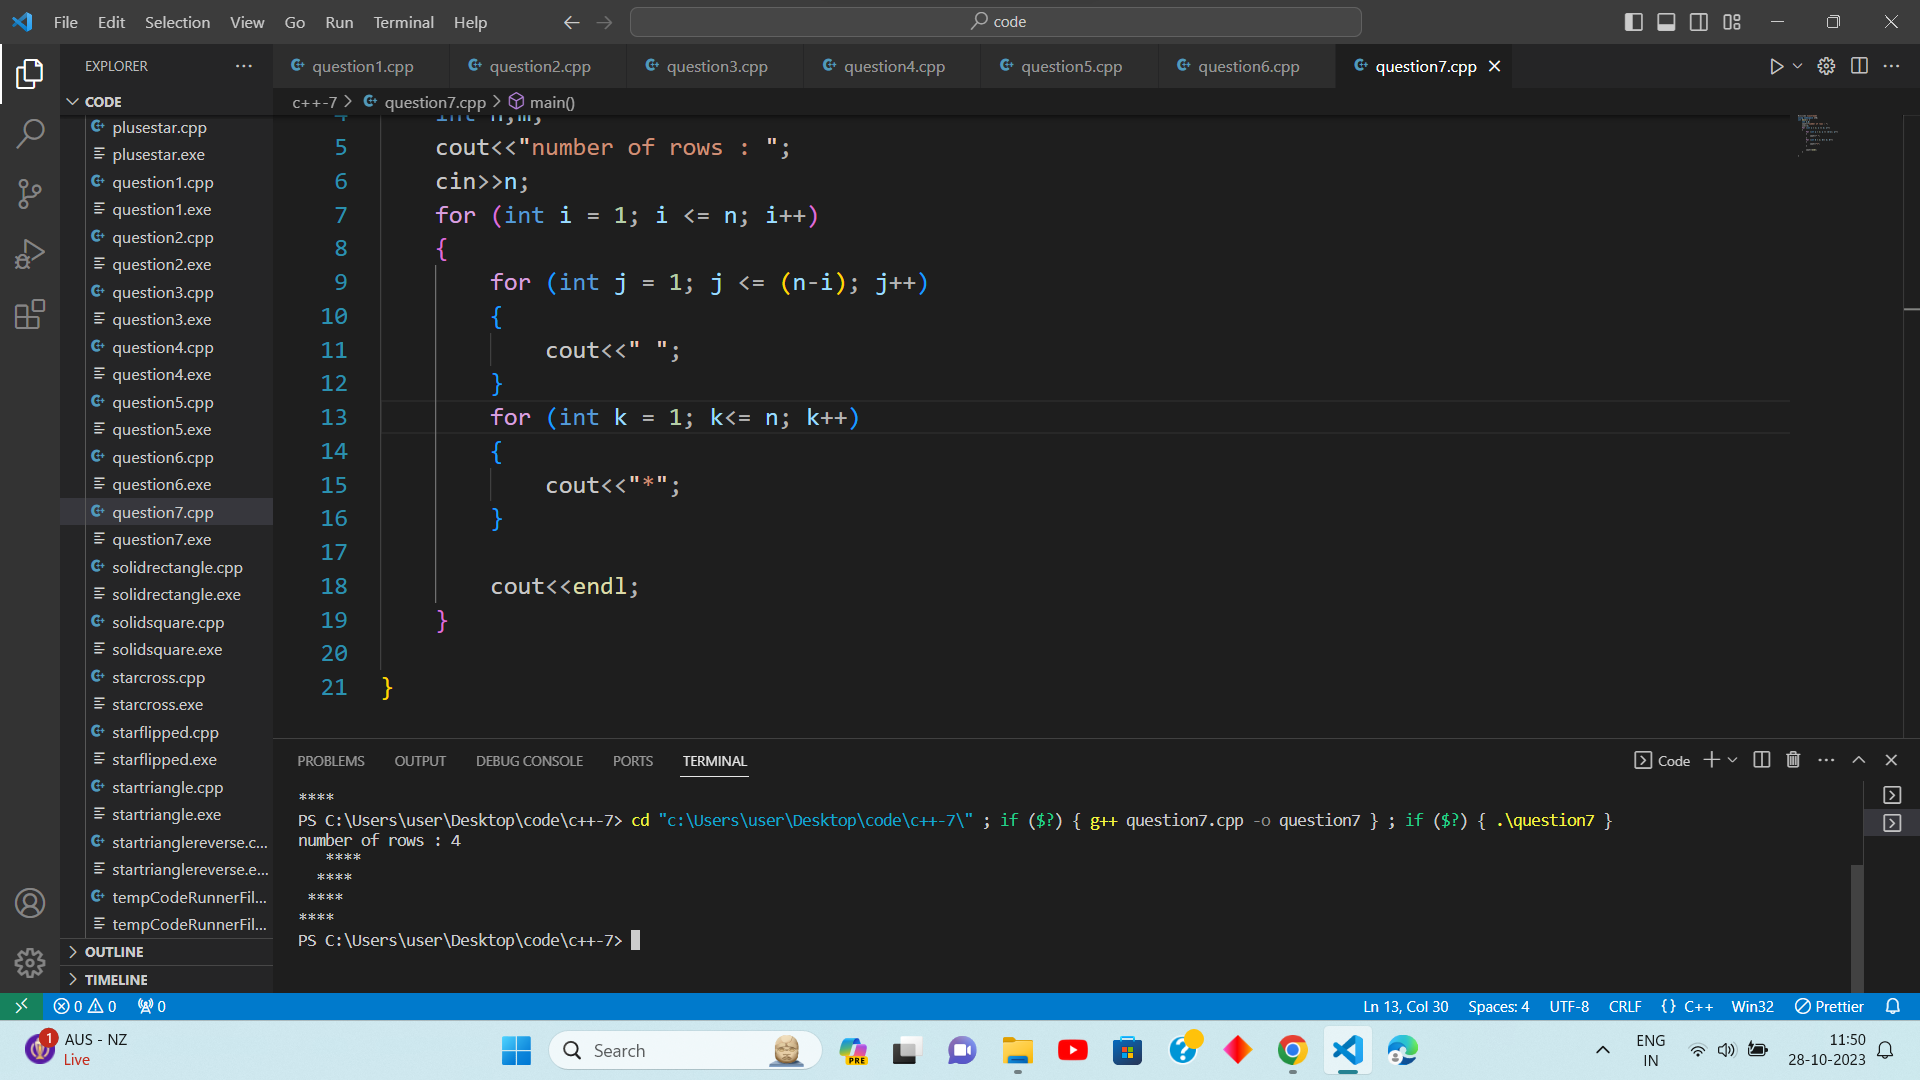 File Edit Selection View Go Run Terminal Help
code
EXPLORER
question1.cpp question2.cpp question3.cpp question4.cpp question5.cpp question6.cpp question7.cpp
CODE
c++-7 > question7.cpp > main()
plusestar.cpp
plusestar.exe
question1.cpp
question1.exe
question2.cpp
question2.exe
question3.cpp
question3.exe
question4.cpp
question4.exe
question5.cpp
question5.exe
question6.cpp
question6.exe
question7.cpp
question7.exe
solidrectangle.cpp
solidrectangle.exe
solidsquare.cpp
solidsquare.exe
starcross.cpp
starcross.exe
starflipped.cpp
starflipped.exe
startriangle.cpp
startriangle.exe
startrianglereverse.c...
startrianglereverse.e...
tempCodeRunnerFil...
tempCodeRunnerFil...
OUTLINE
TIMELINE
4 int n,m;
5 cout<<"number of rows : ";
6 cin>>n;
7 for (int i = 1; i <= n; i++)
8 {
9 for (int j = 1; j <= (n-i); j++)
10 {
11 cout<<" ";
12 }
13 for (int k = 1; k<= n; k++)
14 {
15 cout<<"*";
16 }
17
18 cout<<endl;
19 }
20
21 }
PROBLEMS OUTPUT DEBUG CONSOLE PORTS TERMINAL
Code
****
PS C:\Users\user\Desktop\code\c++-7> cd "c:\Users\user\Desktop\code\c++-7\" ; if ($?) { g++ question7.cpp -o question7 } ; if ($?) { .\question7 }
number of rows : 4
   ****
  ****
 ****
****
PS C:\Users\user\Desktop\code\c++-7>
0 0 0
Ln 13, Col 30 Spaces: 4 UTF-8 CRLF {} C++ Win32 Prettier
1 AUS - NZ
Live
Search
PRE
ENG
IN
11:50
28-10-2023